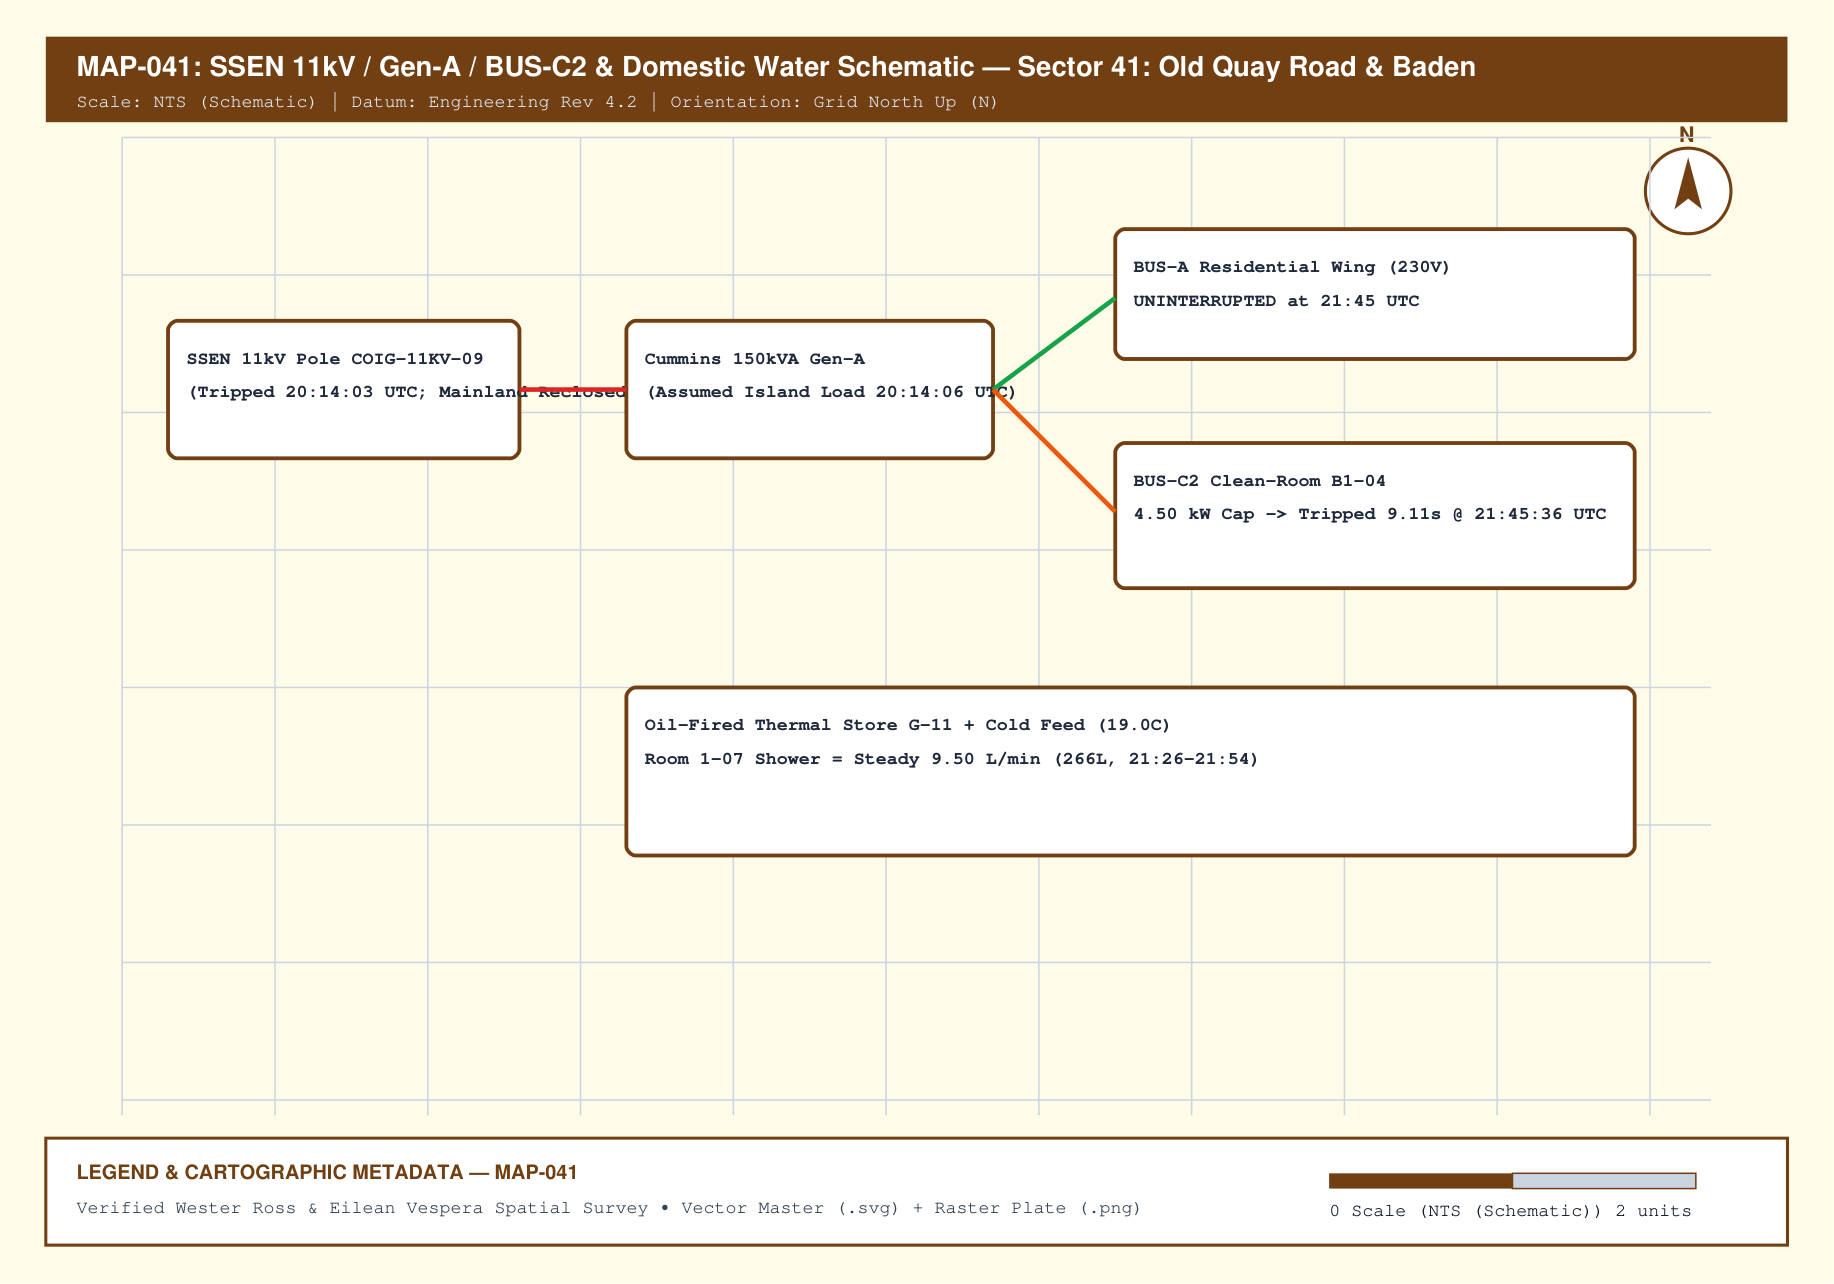 MAP-041: SSEN 11kV / Gen-A / BUS-C2 & Domestic Water Schematic — Sector 41: Old Quay Road & Baden
Scale: NTS (Schematic) | Datum: Engineering Rev 4.2 | Orientation: Grid North Up (N)
N
BUS-A Residential Wing (230V)
UNINTERRUPTED at 21:45 UTC
SSEN 11kV Pole COIG-11KV-09
(Tripped 20:14:03 UTC; Mainland Reclosed
Cummins 150kVA Gen-A
(Assumed Island Load 20:14:06 UTC)
BUS-C2 Clean-Room B1-04
4.50 kW Cap -> Tripped 9.11s @ 21:45:36 UTC
Oil-Fired Thermal Store G-11 + Cold Feed (19.0C)
Room 1-07 Shower = Steady 9.50 L/min (266L, 21:26-21:54)
LEGEND & CARTOGRAPHIC METADATA — MAP-041
Verified Wester Ross & Eilean Vespera Spatial Survey • Vector Master (.svg) + Raster Plate (.png)
0 Scale (NTS (Schematic)) 2 units